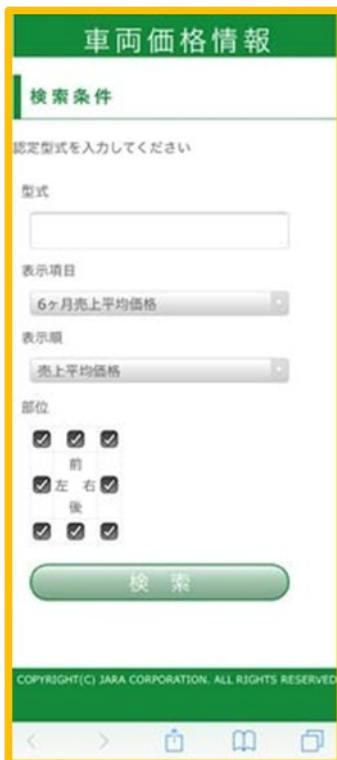 車両価格情報
検索条件
認定型式を入力してください
型式
表示項目
6ヶ月売上平均価格
表示順
売上平均価格
部位
前
左 右
後
検 索
COPYRIGHT(C) JARA CORPORATION. ALL RIGHTS RESERVED